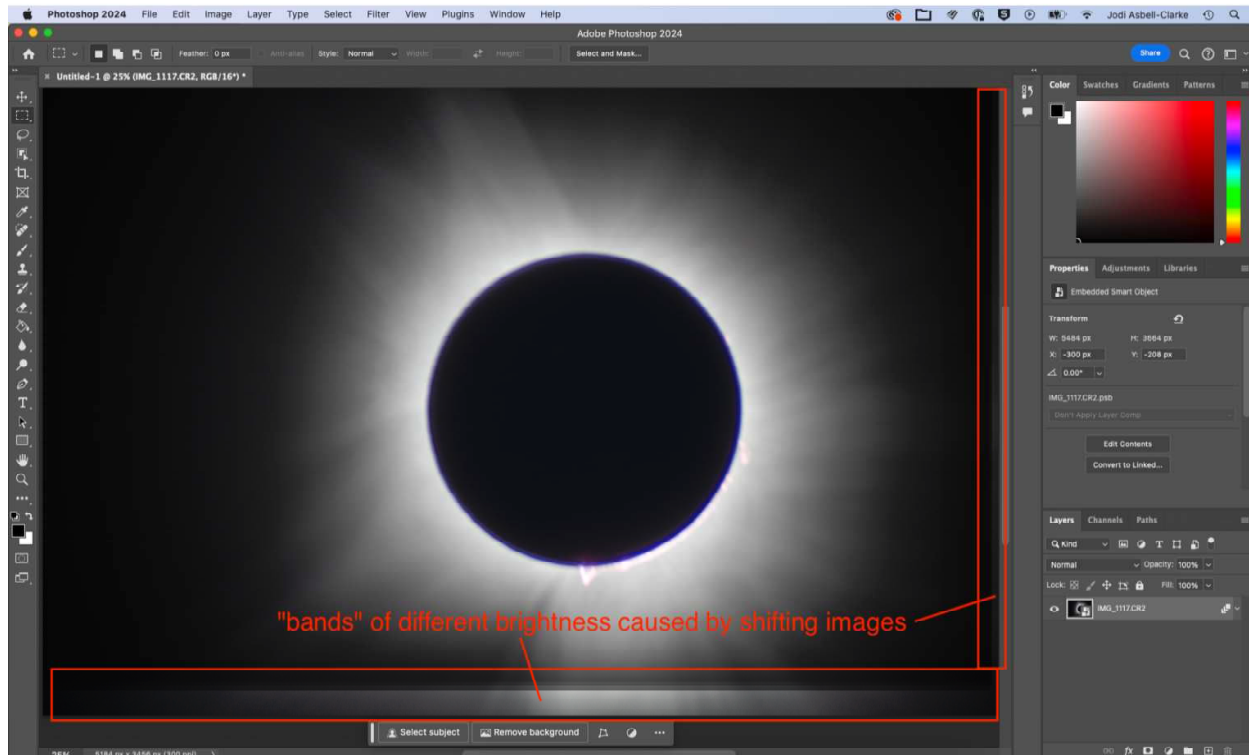 Photoshop 2024 File Edit Image Layer Type Select Filter View Plugins Window Help Jodi Asbell-Clarke
Adobe Photoshop 2024
Feather: 0 px Anti-alias Style: Normal Width: Height: Select and Mask... Share
× Untitled-1 @ 25% (IMG_1117.CR2, RGB/16*) *
Color Swatches Gradients Patterns
Properties Adjustments Libraries
Embedded Smart Object
Transform
W: 5484 px H: 3664 px
X: -300 px Y: -208 px
0.00°
IMG_1117.CR2.psb
Don't Apply Layer Comp
Edit Contents
Convert to Linked...
Layers Channels Paths
Kind
Normal Opacity: 100%
Lock: Fill: 100%
IMG_1117.CR2
"bands" of different brightness caused by shifting images
Select subject Remove background
25% 5184 px x 3456 px (300 ppi)